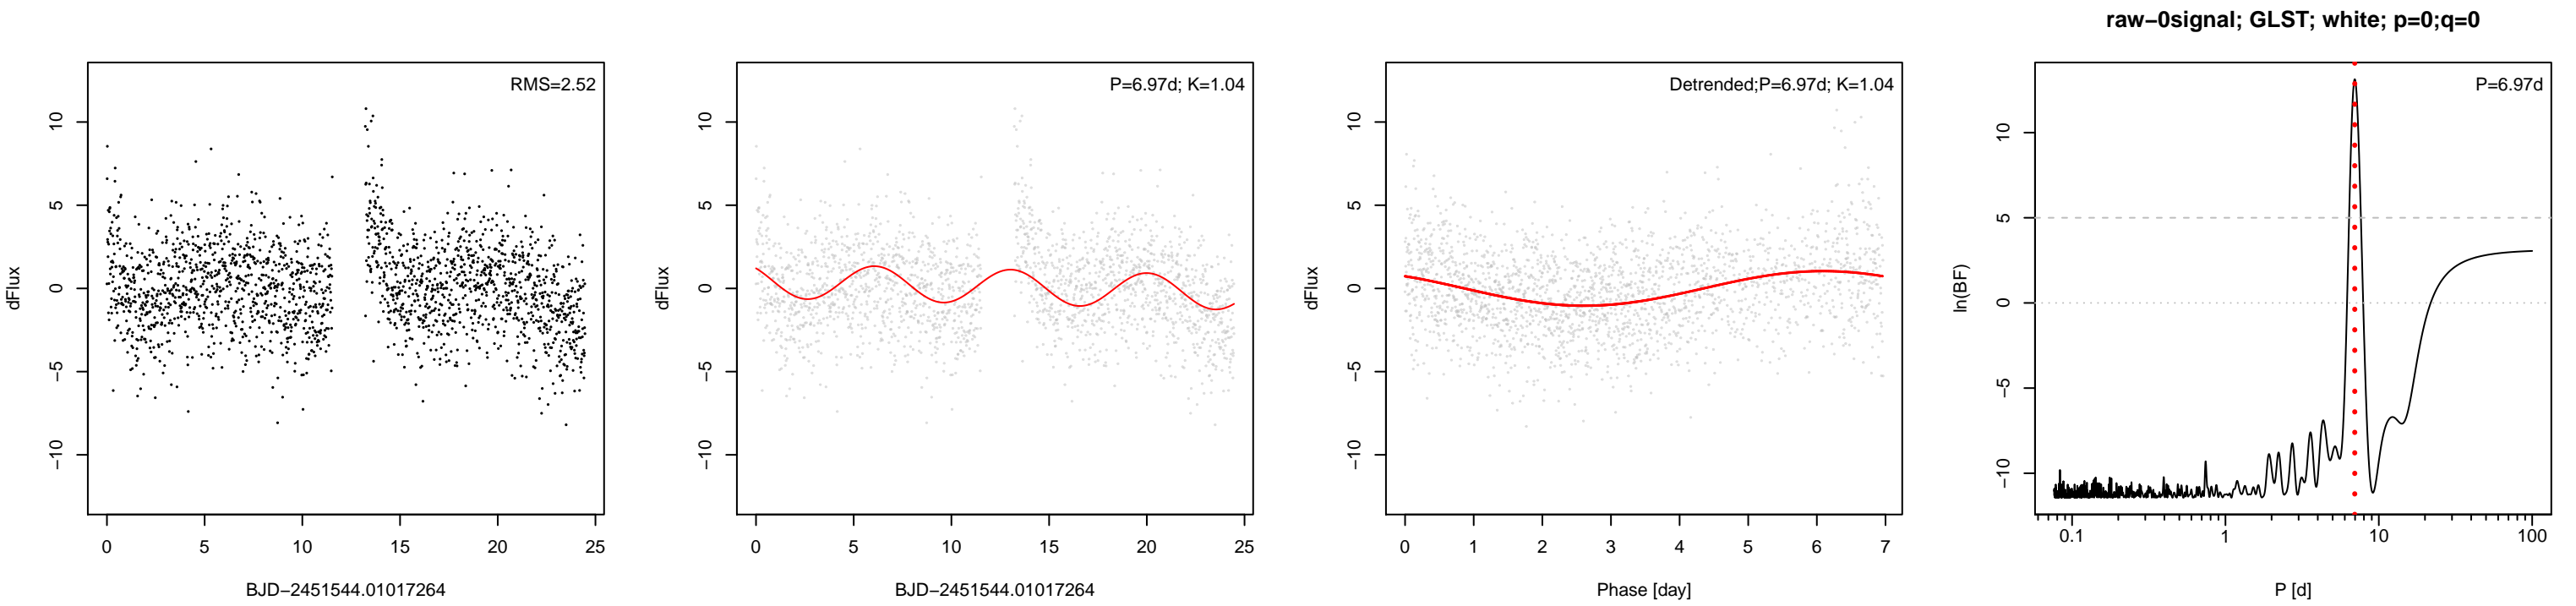 raw−0signal; GLST; white; p=0;q=0
RMS=2.52
dFlux
−10 −5 0 5 10
0 5 10 15 20 25
BJD−2451544.01017264
P=6.97d; K=1.04
dFlux
−10 −5 0 5 10
0 5 10 15 20 25
BJD−2451544.01017264
Detrended;P=6.97d; K=1.04
dFlux
−10 −5 0 5 10
0 1 2 3 4 5 6 7
Phase [day]
P=6.97d
ln(BF)
−10 −5 0 5 10
0.1 1 10 100
P [d]